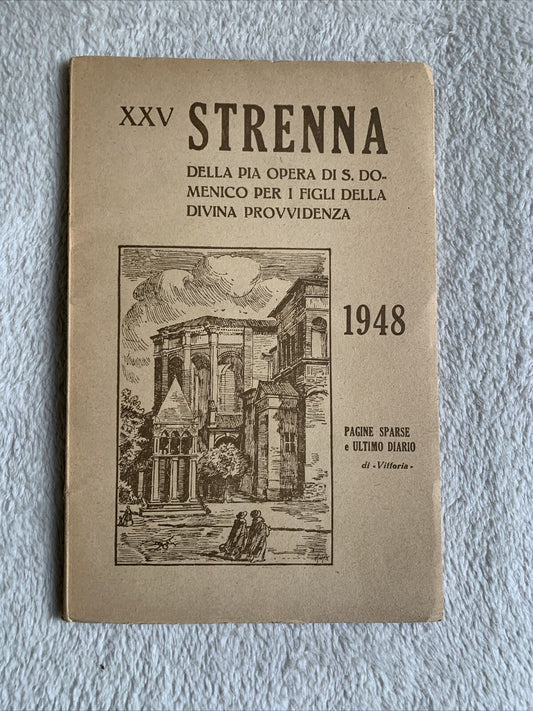 XXV STRENNA
DELLA PIA OPERA DI S. DO-
MENICO PER I FIGLI DELLA
DIVINA PROVVIDENZA
1948
PAGINE SPARSE
e ULTIMO DIARIO
di «Vittoria»